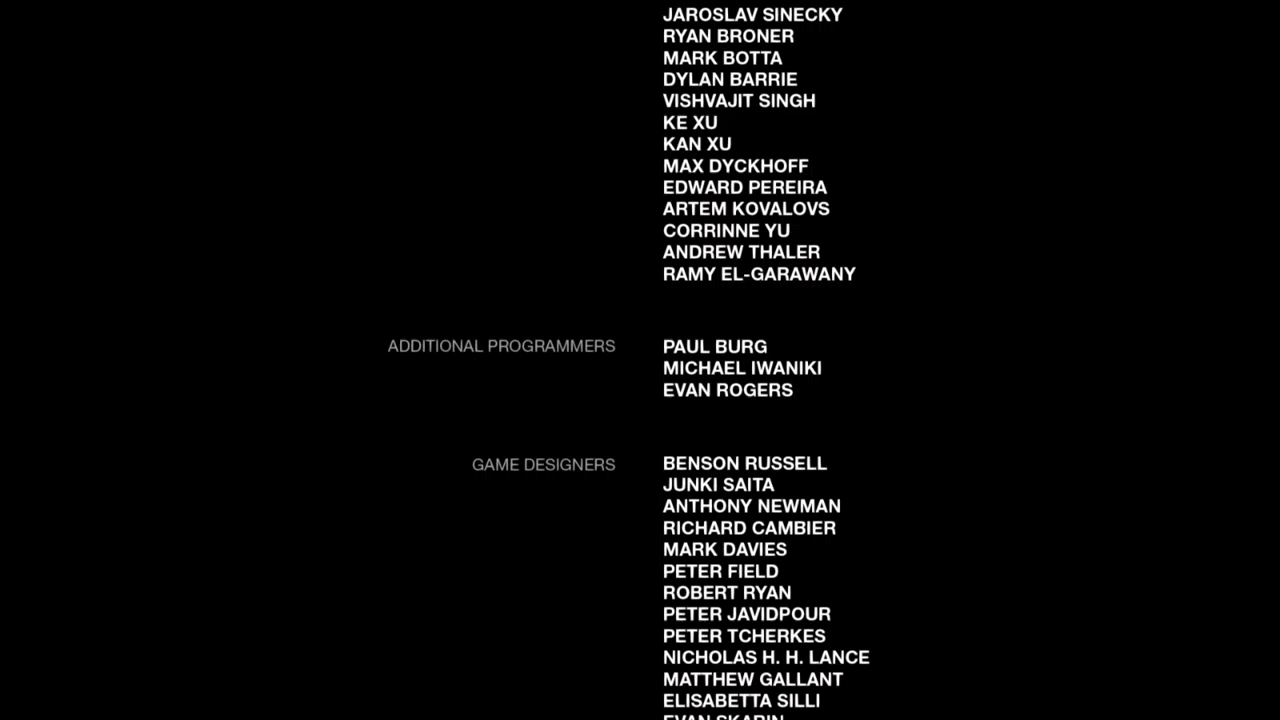 JAROSLAV SINECKY
RYAN BRONER
MARK BOTTA
DYLAN BARRIE
VISHVAJIT SINGH
KE XU
KAN XU
MAX DYCKHOFF
EDWARD PEREIRA
ARTEM KOVALOVS
CORRINNE YU
ANDREW THALER
RAMY EL-GARAWANY
ADDITIONAL PROGRAMMERS PAUL BURG
MICHAEL IWANIKI
EVAN ROGERS
GAME DESIGNERS BENSON RUSSELL
JUNKI SAITA
ANTHONY NEWMAN
RICHARD CAMBIER
MARK DAVIES
PETER FIELD
ROBERT RYAN
PETER JAVIDPOUR
PETER TCHERKES
NICHOLAS H. H. LANCE
MATTHEW GALLANT
ELISABETTA SILLI
EVAN